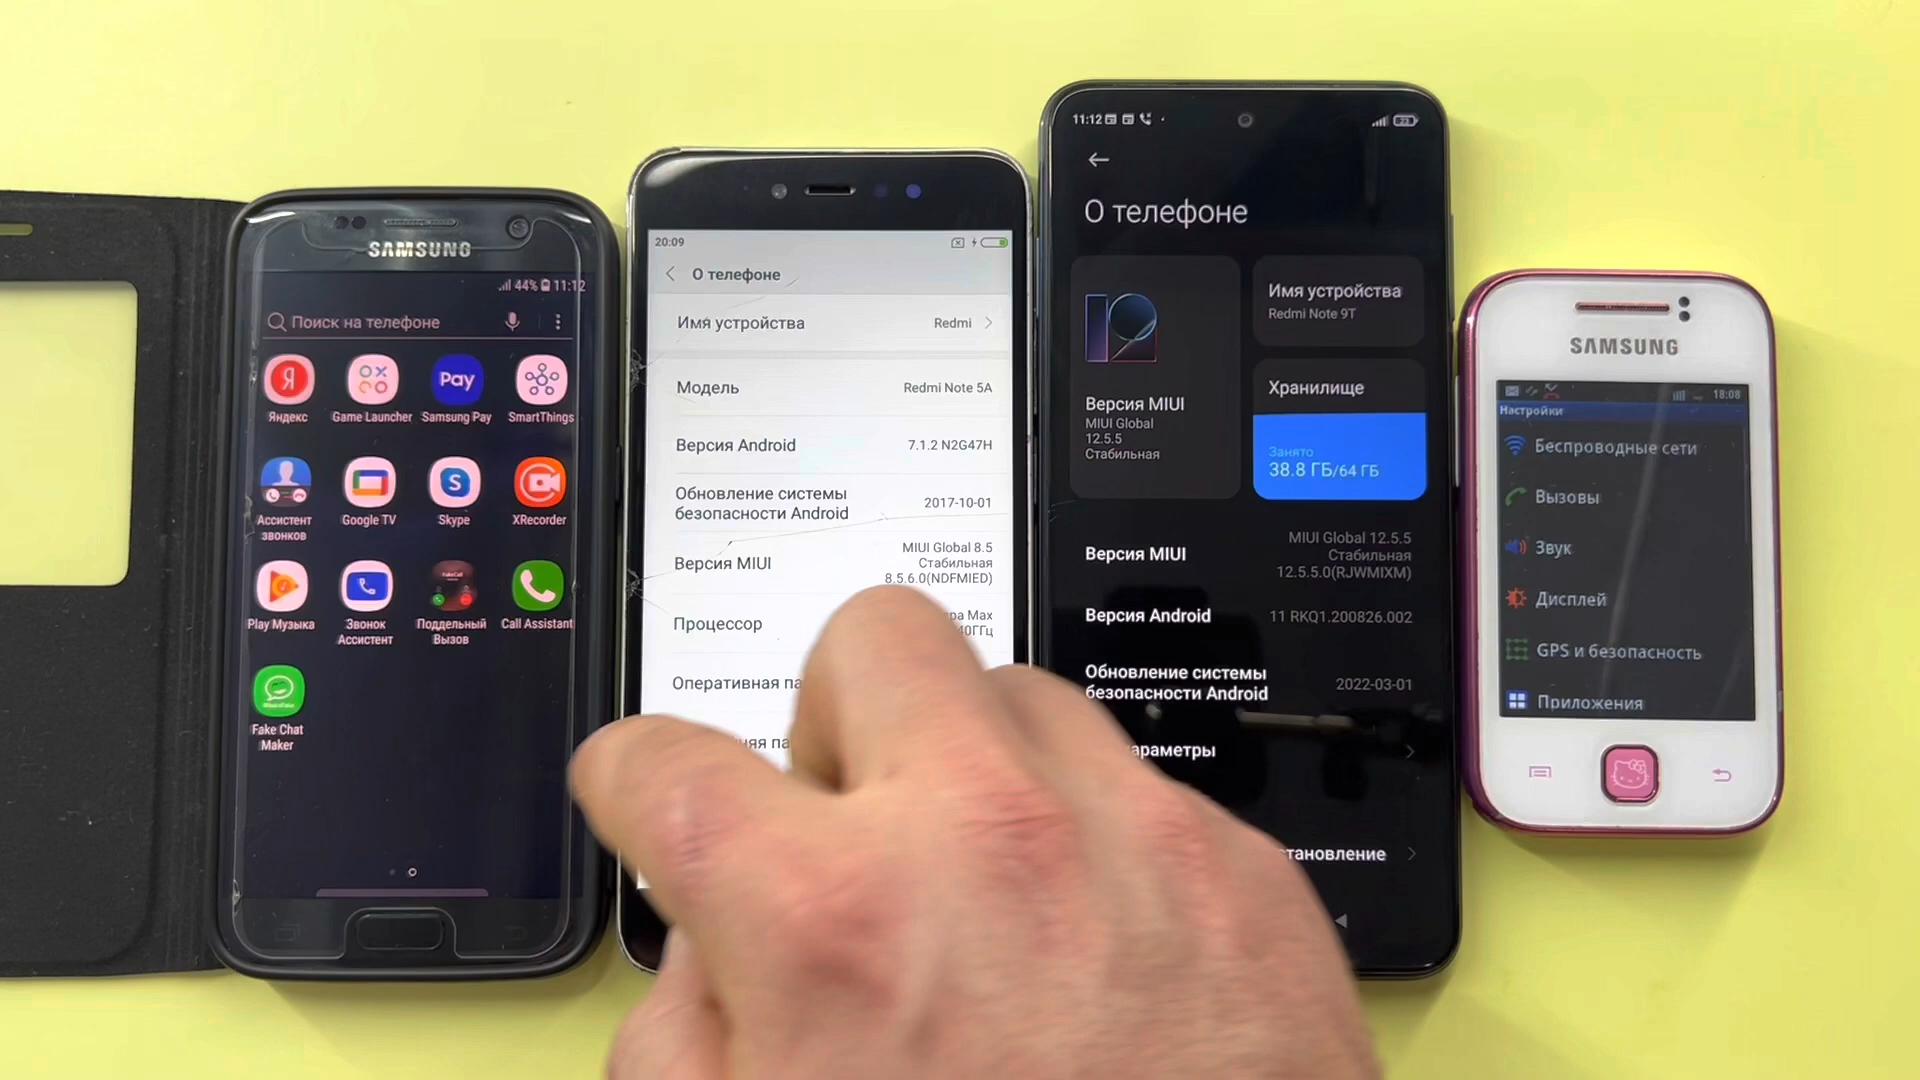 SAMSUNG
44% 11:12
Поиск на телефоне
Я
Pay
Яндекс
Game Launcher
Samsung Pay
SmartThings
S
Ассистент
звонков
Google TV
Skype
XRecorder
Play Музыка
Звонок
Ассистент
Поддельный
Вызов
Call Assistant
Fake Chat
Maker
20:09
О телефоне
Имя устройства
Redmi
Модель
Redmi Note 5A
Версия Android
7.1.2 N2G47H
Обновление системы
безопасности Android
2017-10-01
Версия MIUI
MIUI Global 8.5
Стабильная
8.5.6.0(NDFMIED)
Процессор
Max
40ГГц
Оперативная
11:12
23
О телефоне
Версия MIUI
MIUI Global
12.5.5
Стабильная
Имя устройства
Redmi Note 9T
Хранилище
Занято
38.8 ГБ/64 ГБ
Версия MIUI
MIUI Global 12.5.5
Стабильная
12.5.5.0(RJWMIXM)
Версия Android
11 RKQ1.200826.002
Обновление системы
безопасности Android
2022-03-01
параметры
тановление
SAMSUNG
18:08
Настройки
Беспроводные сети
Вызовы
Звук
Дисплей
GPS и безопасность
Приложения